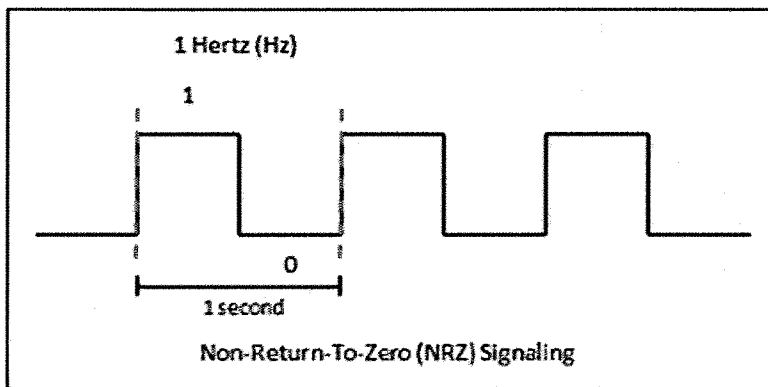 1 Hertz (Hz)
1
0
1 second
Non-Return-To-Zero (NRZ) Signaling